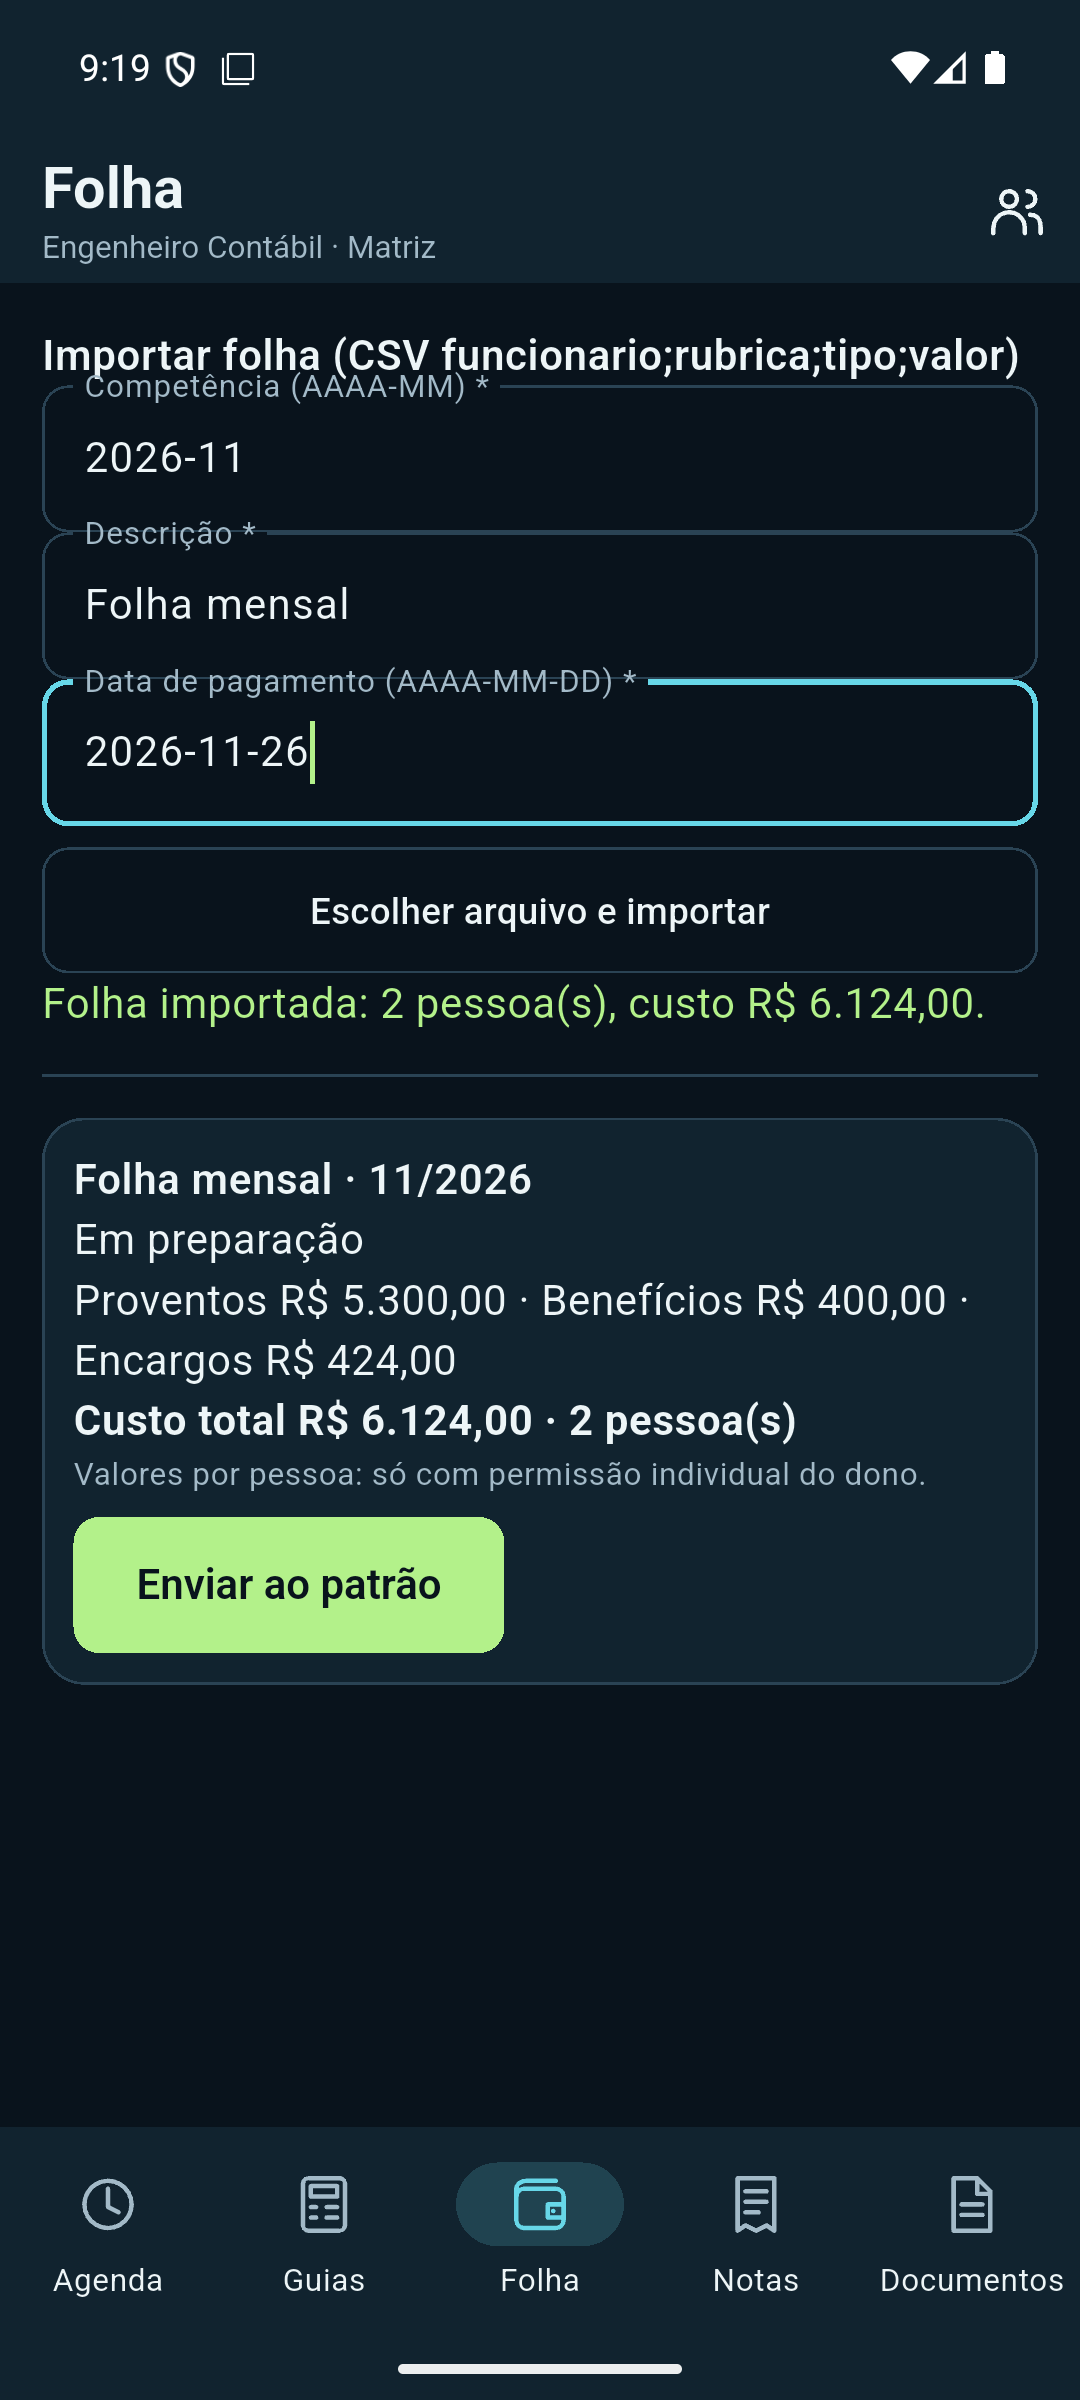 9:19
Folha
Engenheiro Contábil · Matriz
Importar folha (CSV funcionario;rubrica;tipo;valor)
Competência (AAAA-MM) *
2026-11
Descrição *
Folha mensal
Data de pagamento (AAAA-MM-DD) *
2026-11-26
Escolher arquivo e importar
Folha importada: 2 pessoa(s), custo R$ 6.124,00.
Folha mensal · 11/2026
Em preparação
Proventos R$ 5.300,00 · Benefícios R$ 400,00 ·
Encargos R$ 424,00
Custo total R$ 6.124,00 · 2 pessoa(s)
Valores por pessoa: só com permissão individual do dono.
Enviar ao patrão
Agenda
Guias
Folha
Notas
Documentos